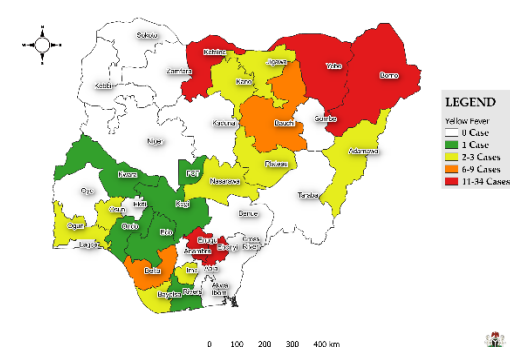 Sokoto
Katsina
Jigawa
Yobe
Borno
Zamfara
Kano
Kebbi
Bauchi
Gombe
Kaduna
Niger
Adamawa
Plateau
FCT
Kwara
Nasarawa
Taraba
Oyo
Ekiti
Kogi
Osun
Benue
Ogun
Ondo
Edo
Enugu
Ebonyi
Cross
River
Lagos
Anambra
Delta
Imo
Abia
Akwa
Ibom
Bayelsa
Rivers
LEGEND
Yellow Fever
0 Case
1 Case
2-3 Cases
6-9 Cases
11-34 Cases
0 100 200 300 400 km